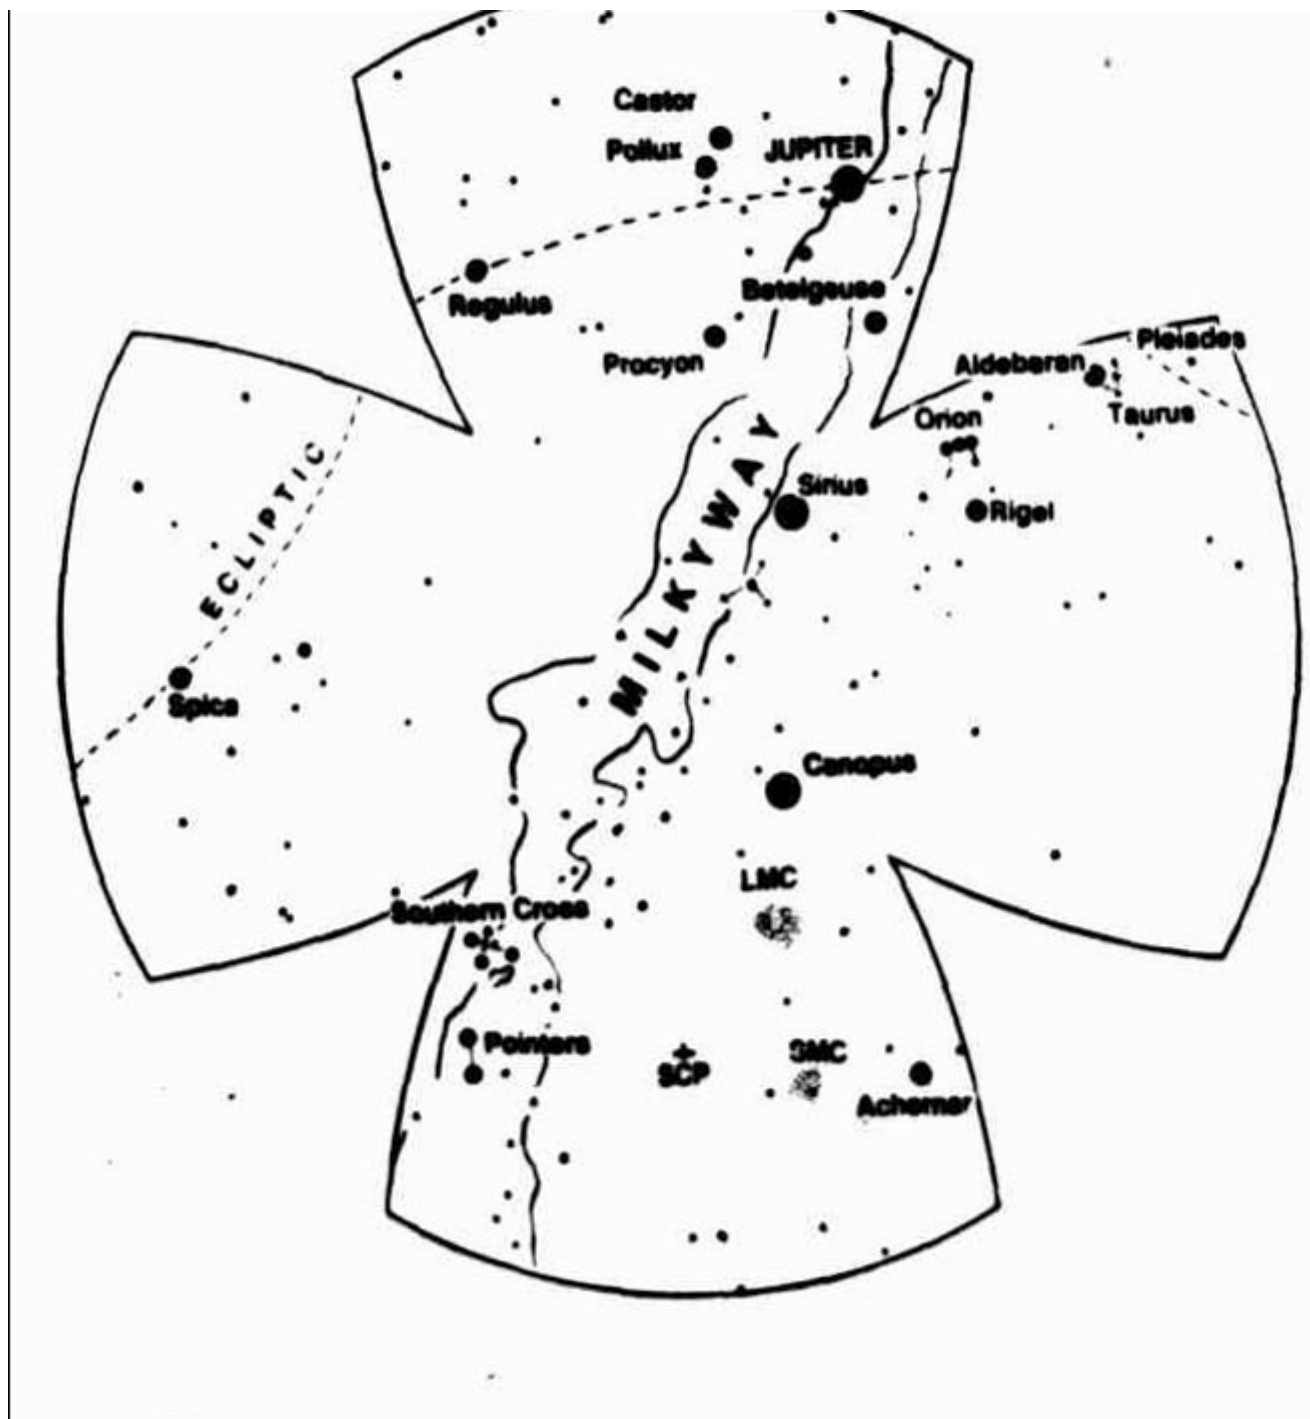 Castor
Pollux
JUPITER
Regulus
Betelgeuse
Procyon
Pleiades
Aldebaran
Taurus
Orion
ECLIPTIC
MILKY WAY
Sirius
Rigel
Spica
Canopus
LMC
Southern Cross
Pointers
SCP
SMC
Achernar